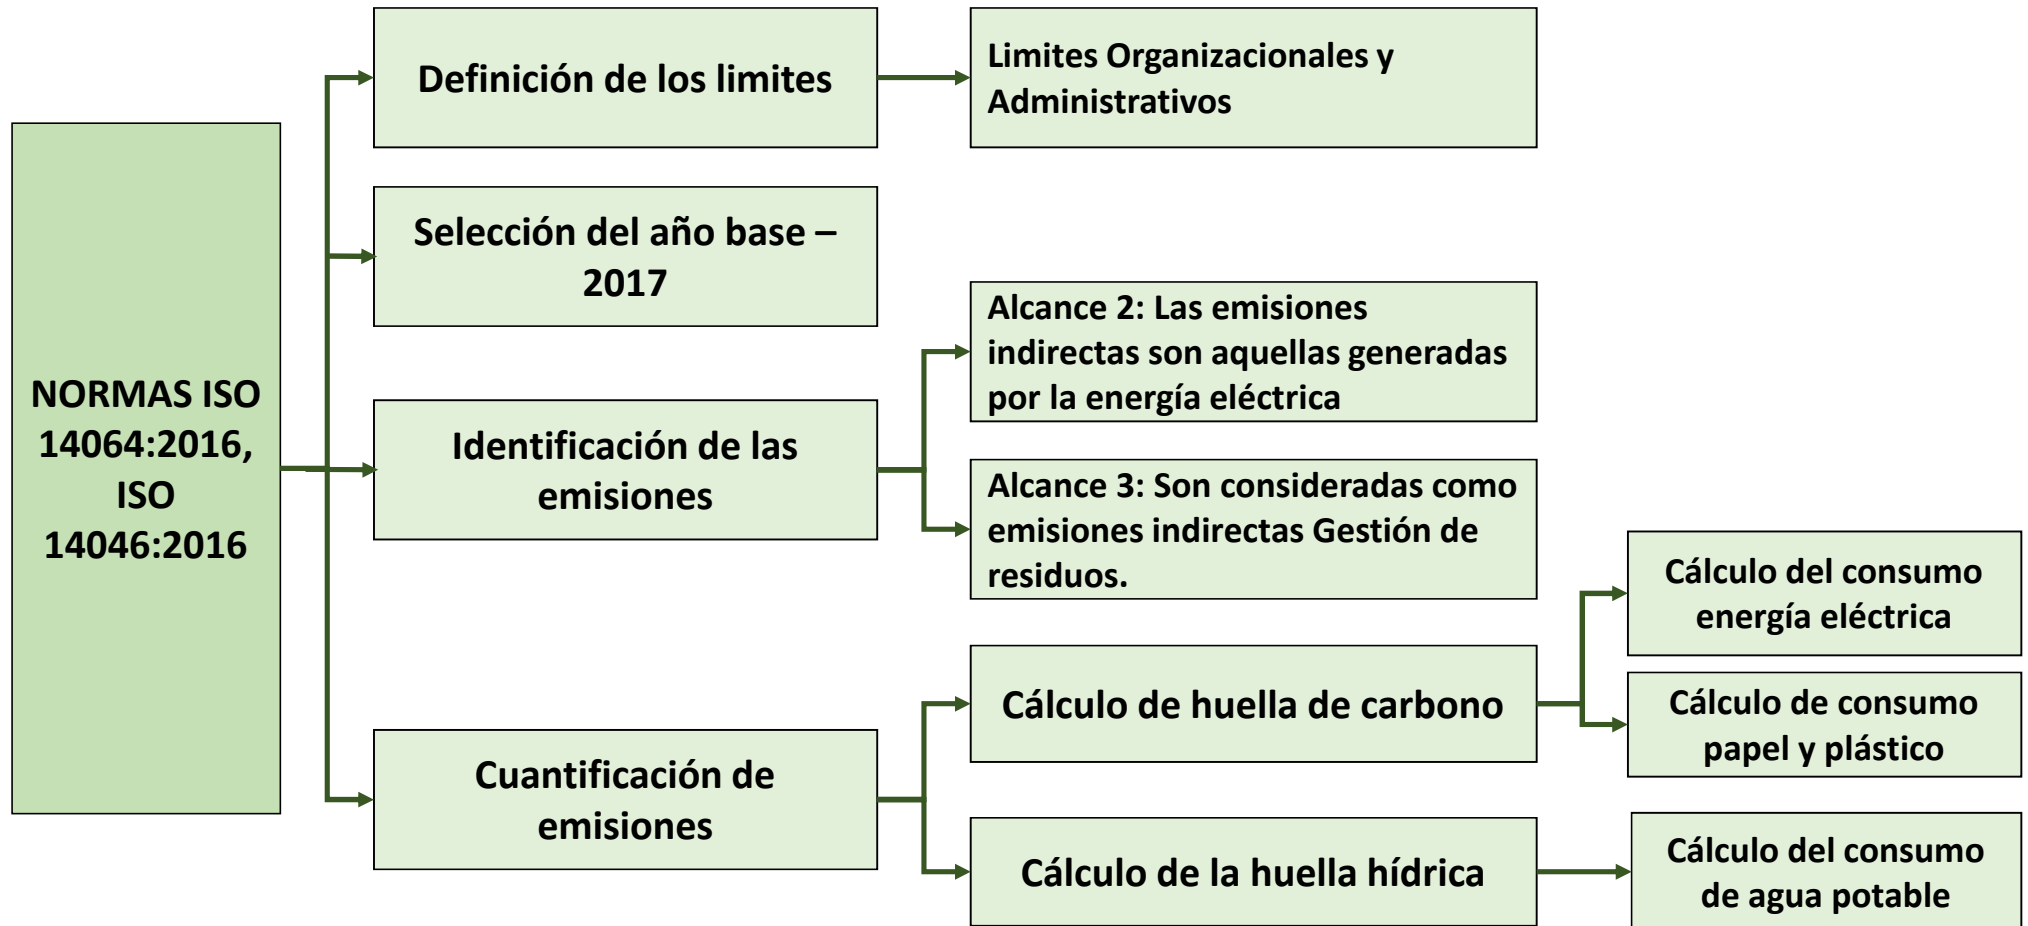 NORMAS ISO
14064:2016,
ISO
14046:2016
Definición de los limites
Limites Organizacionales y
Administrativos
Selección del año base –
2017
Identificación de las
emisiones
Alcance 2: Las emisiones
indirectas son aquellas generadas
por la energía eléctrica
Alcance 3: Son consideradas como
emisiones indirectas Gestión de
residuos.
Cuantificación de
emisiones
Cálculo de huella de carbono
Cálculo del consumo
energía eléctrica
Cálculo de consumo
papel y plástico
Cálculo de la huella hídrica
Cálculo del consumo
de agua potable